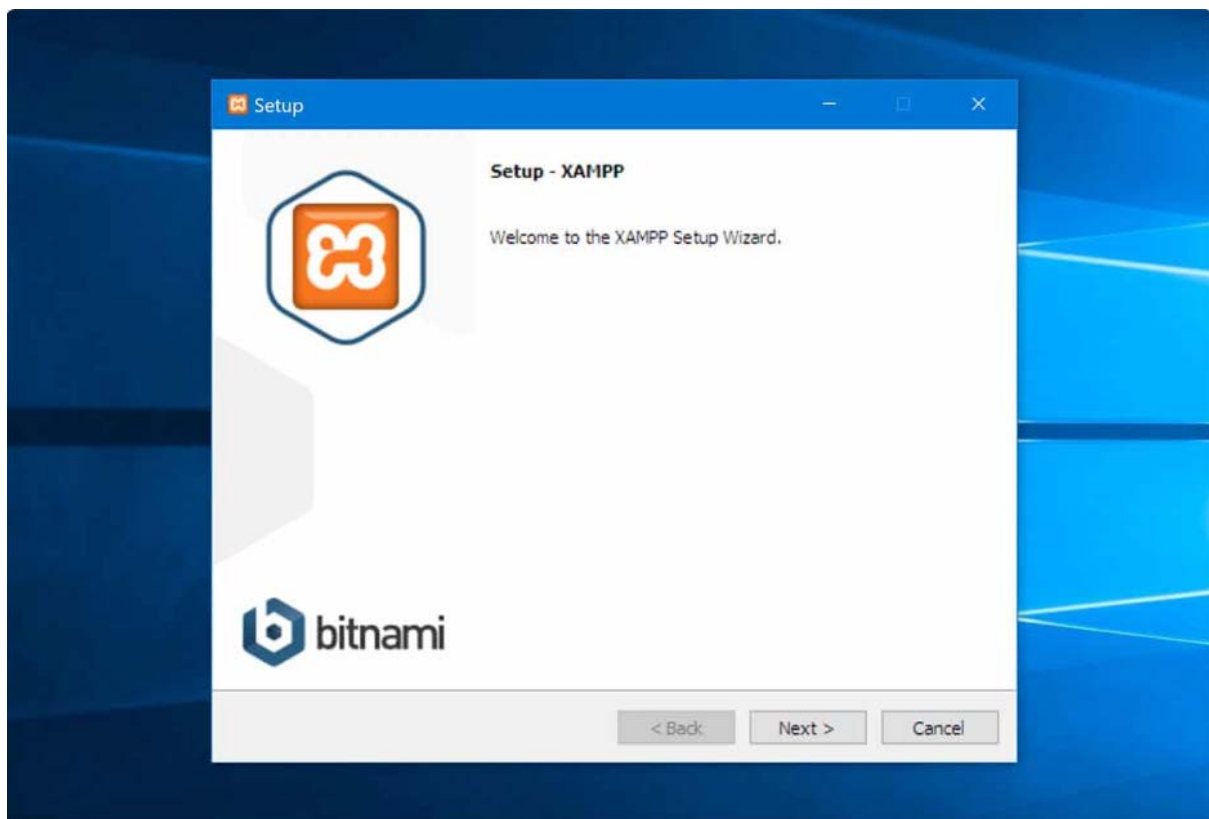 Setup
Setup - XAMPP
Welcome to the XAMPP Setup Wizard.
bitnami
< Back
Next >
Cancel